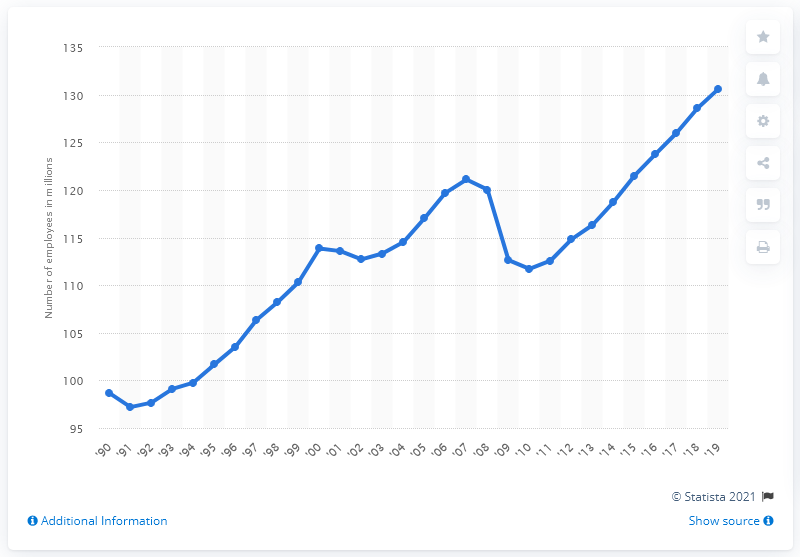 Number of employees in millions
135
130
125
120
115
110
105
100
95
'90 '91 '92 '93 '94 '95 '96 '97 '98 '99 '00 '01 '02 '03 '04 '05 '06 '07 '08 '09 '10 '11 '12 '13 '14 '15 '16 '17 '18 '19
© Statista 2021
Additional Information
Show source